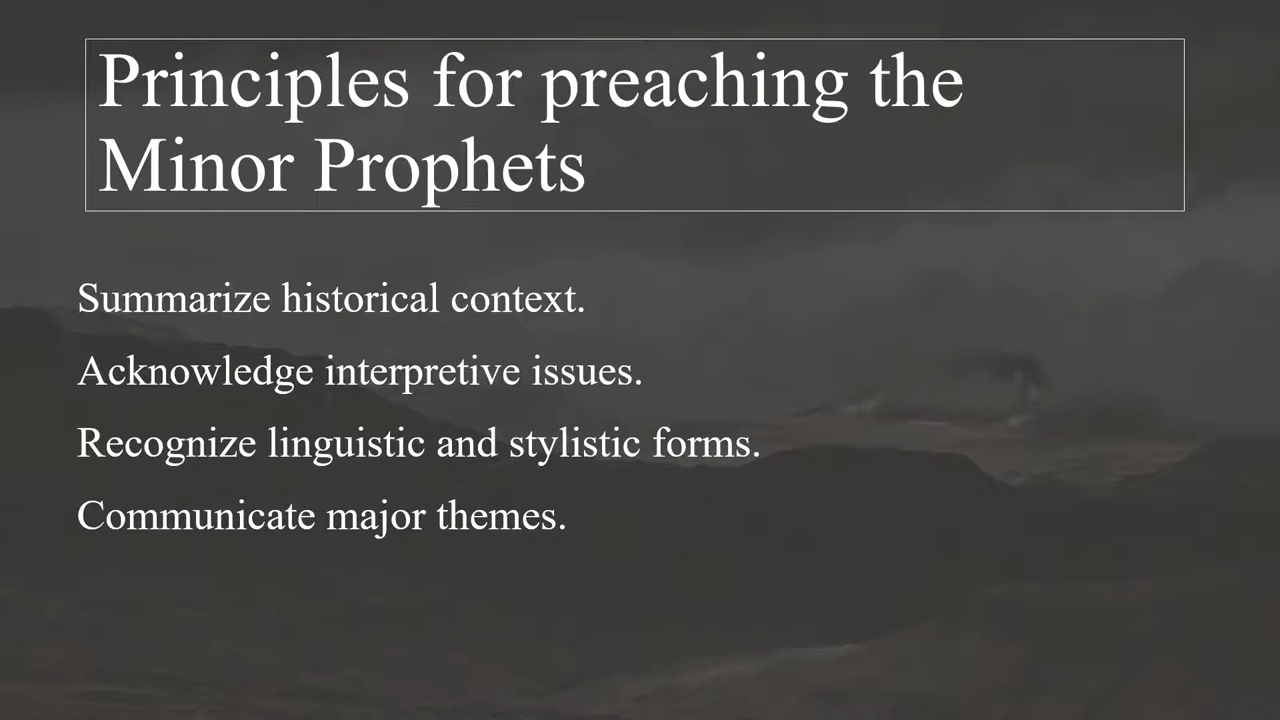 Principles for preaching the
Minor Prophets
Summarize historical context.
Acknowledge interpretive issues.
Recognize linguistic and stylistic forms.
Communicate major themes.